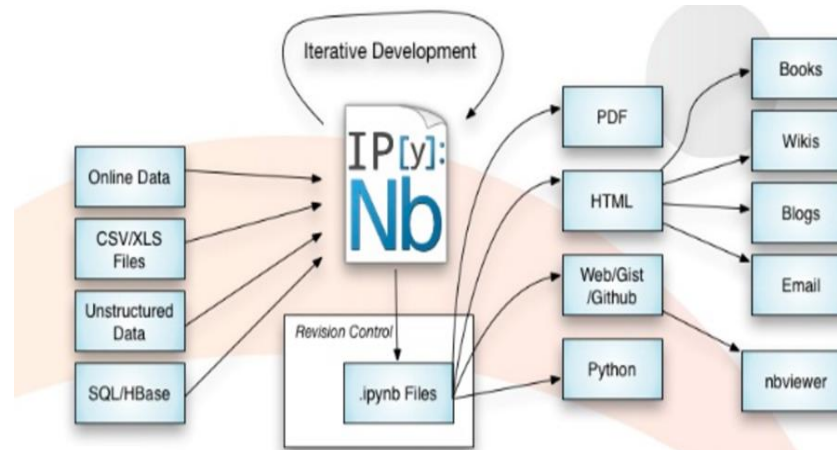 Iterative Development
IP[y]:
Nb
Online Data
CSV/XLS
Files
Unstructured
Data
SQL/HBase
Revision Control
.ipynb Files
PDF
HTML
Web/Gist
/Github
Python
Books
Wikis
Blogs
Email
nbviewer